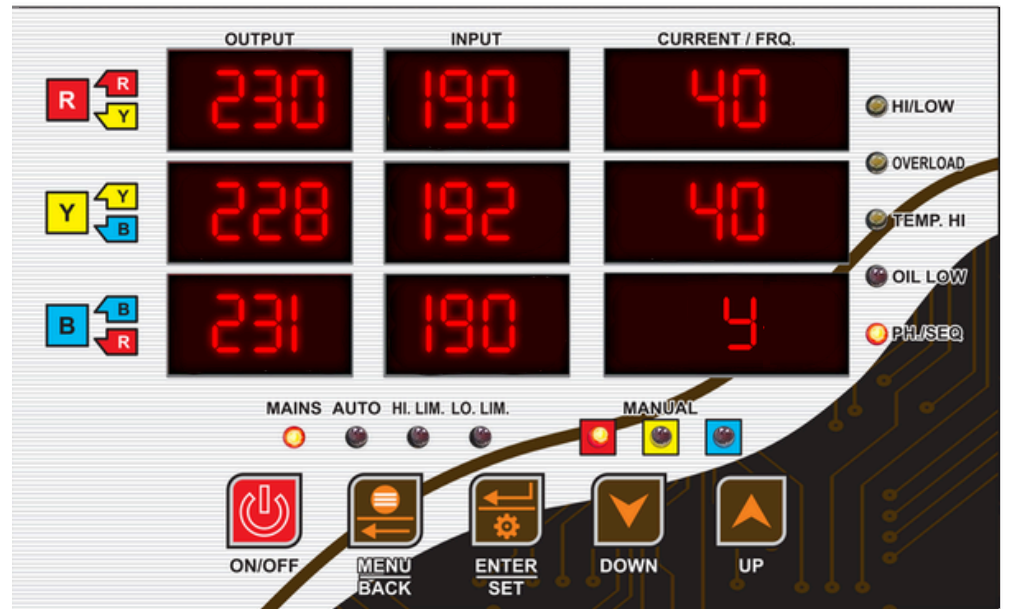 OUTPUT INPUT CURRENT / FRQ.
R R Y 230 190 40 HI/LOW
OVERLOAD
Y Y B 228 192 40 TEMP. HI
OIL LOW
B B R 231 190 y PH./SEQ
MAINS AUTO HI. LIM. LO. LIM. MANUAL
ON/OFF MENU ENTER DOWN UP
BACK SET